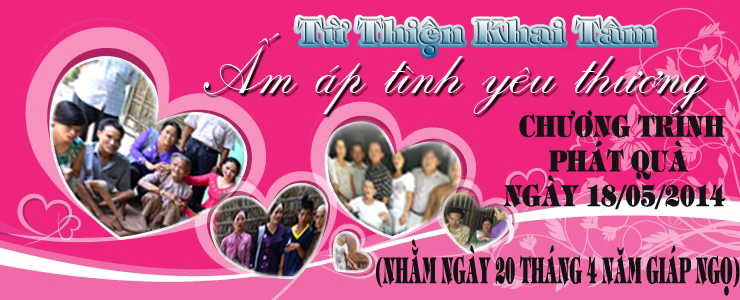 Từ Thiện Khai Tâm
Ấm áp tình yêu thương
CHƯƠNG TRÌNH
PHÁT QUÀ
NGÀY 18/05/2014
(NHẰM NGÀY 20 THÁNG 4 NĂM GIÁP NGỌ)